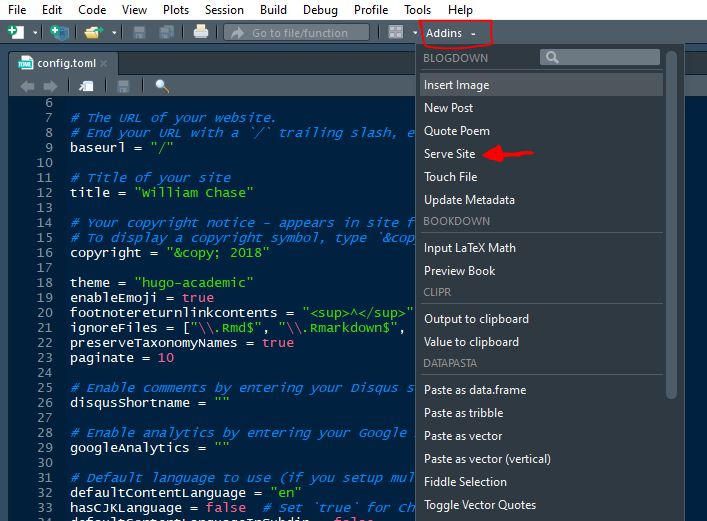 File Edit Code View Plots Session Build Debug Profile Tools Help
Go to file/function Addins
config.toml
BLOGDOWN
Insert Image
New Post
Quote Poem
Serve Site
Touch File
Update Metadata
BOOKDOWN
Input LaTeX Math
Preview Book
CLIPR
Output to clipboard
Value to clipboard
DATAPASTA
Paste as data.frame
Paste as tribble
Paste as vector
Paste as vector (vertical)
Fiddle Selection
Toggle Vector Quotes
6
7 # The URL of your website.
8 # End your URL with a `/` trailing slash, e
9 baseurl = "/"
10
11 # Title of your site
12 title = "William Chase"
13
14 # Your copyright notice - appears in site f
15 # To display a copyright symbol, type `&copy
16 copyright = "&copy; 2018"
17
18 theme = "hugo-academic"
19 enableEmoji = true
20 footnotereturnlinkcontents = "<sup>^</sup>"
21 ignoreFiles = ["\\.Rmd$", "\\.Rmarkdown$",
22 preserveTaxonomyNames = true
23 paginate = 10
24
25 # Enable comments by entering your Disqus s
26 disqusShortname = ""
27
28 # Enable analytics by entering your Google
29 googleAnalytics = ""
30
31 # Default language to use (if you setup mul
32 defaultContentLanguage = "en"
33 hasCJKLanguage = false # Set `true` for Ch